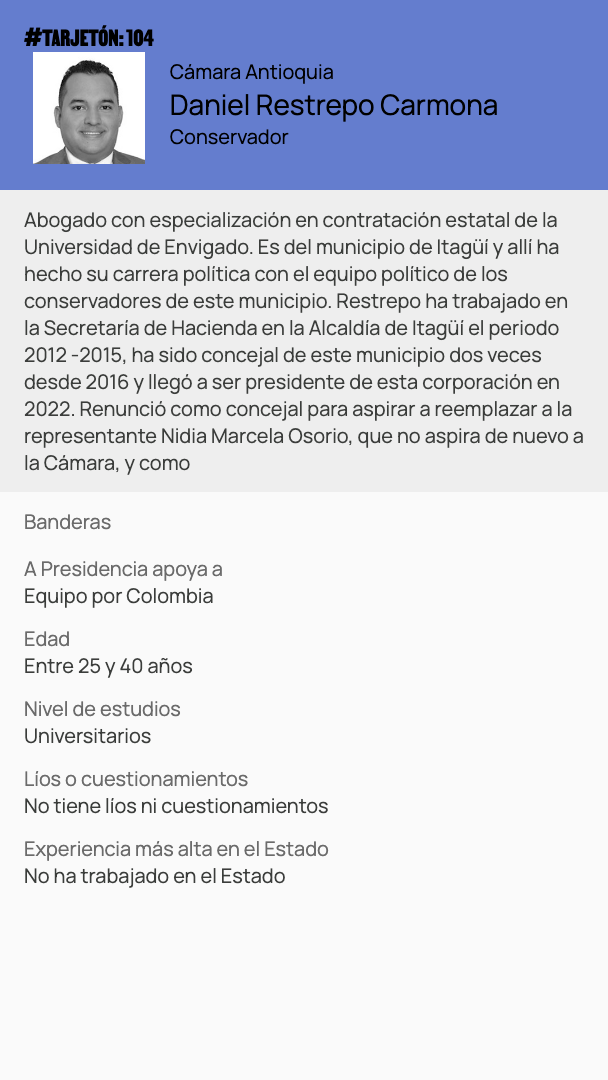 #TARJETÓN: 104
Cámara Antioquia
Daniel Restrepo Carmona
Conservador
Abogado con especialización en contratación estatal de la
Universidad de Envigado. Es del municipio de Itagüí y allí ha
hecho su carrera política con el equipo político de los
conservadores de este municipio. Restrepo ha trabajado en
la Secretaría de Hacienda en la Alcaldía de Itagüí el periodo
2012 -2015, ha sido concejal de este municipio dos veces
desde 2016 y llegó a ser presidente de esta corporación en
2022. Renunció como concejal para aspirar a reemplazar a la
representante Nidia Marcela Osorio, que no aspira de nuevo a
la Cámara, y como
Banderas
A Presidencia apoya a
Equipo por Colombia
Edad
Entre 25 y 40 años
Nivel de estudios
Universitarios
Líos o cuestionamientos
No tiene líos ni cuestionamientos
Experiencia más alta en el Estado
No ha trabajado en el Estado